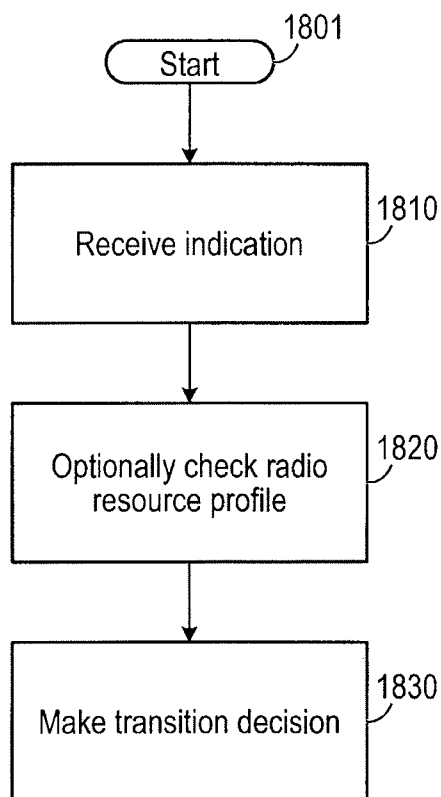 1801
Start
1810
Receive indication
1820
Optionally check radio
resource profile
1830
Make transition decision